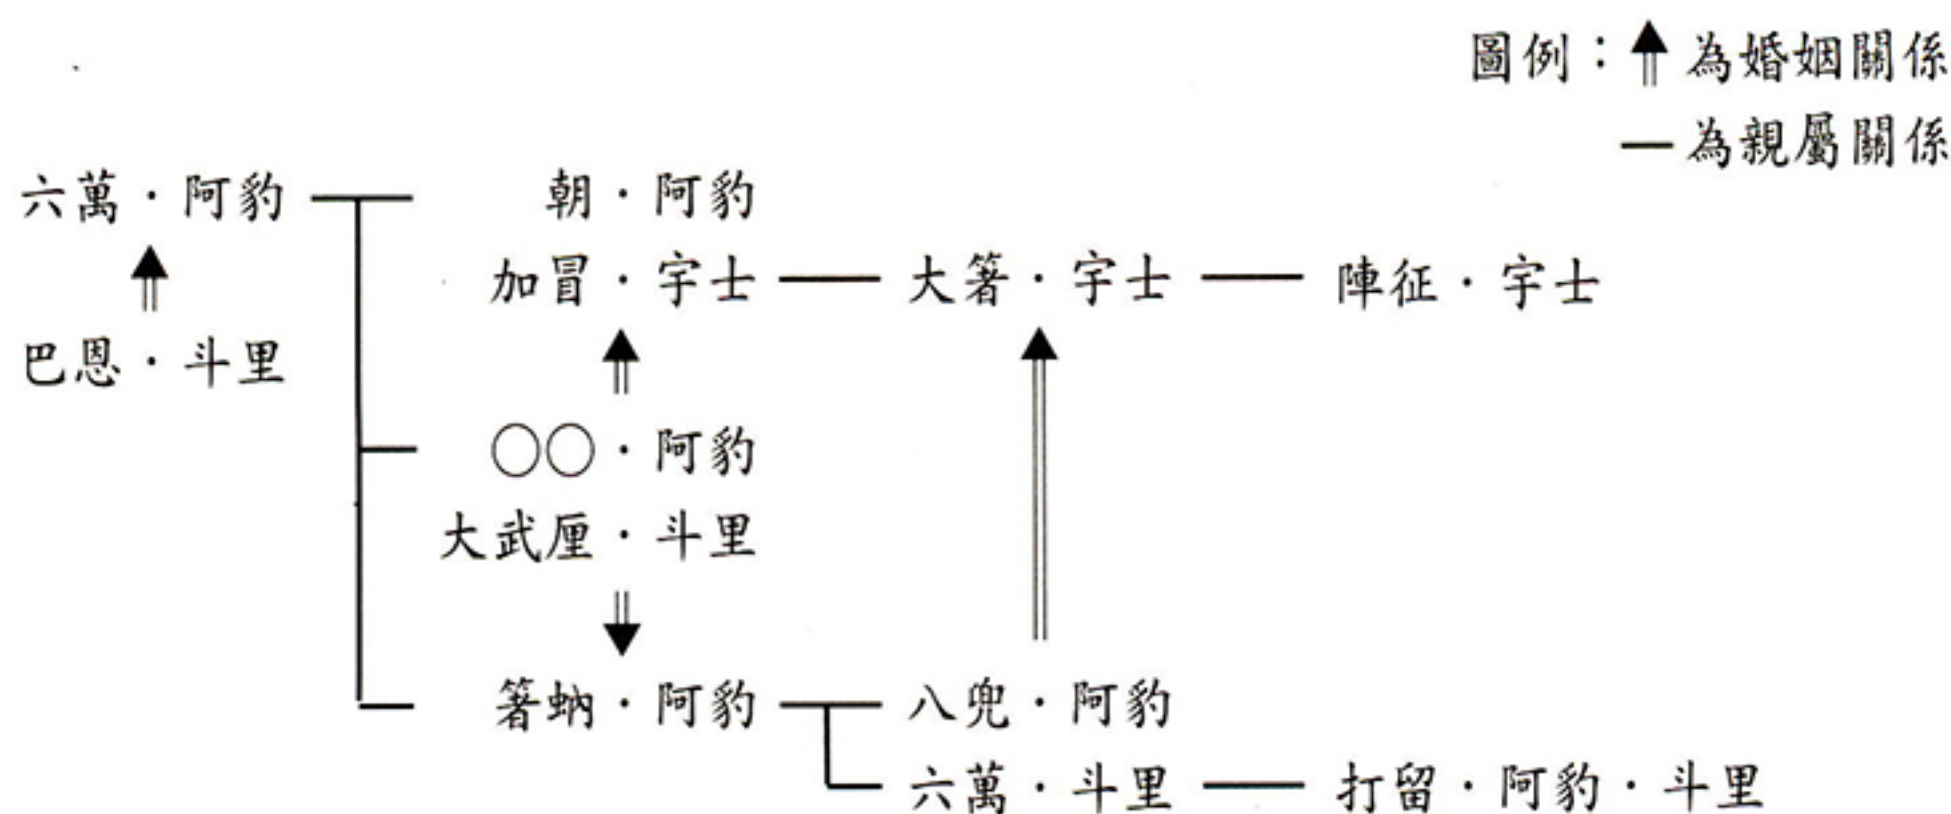 圖例：為婚姻關係
為親屬關係
六萬．阿豹
朝．阿豹
加冒．宇士
大箸．宇士
陣征．宇士
巴恩．斗里
○○．阿豹
大武厘．斗里
箸蚋．阿豹
八兜．阿豹
六萬．斗里
打留．阿豹．斗里